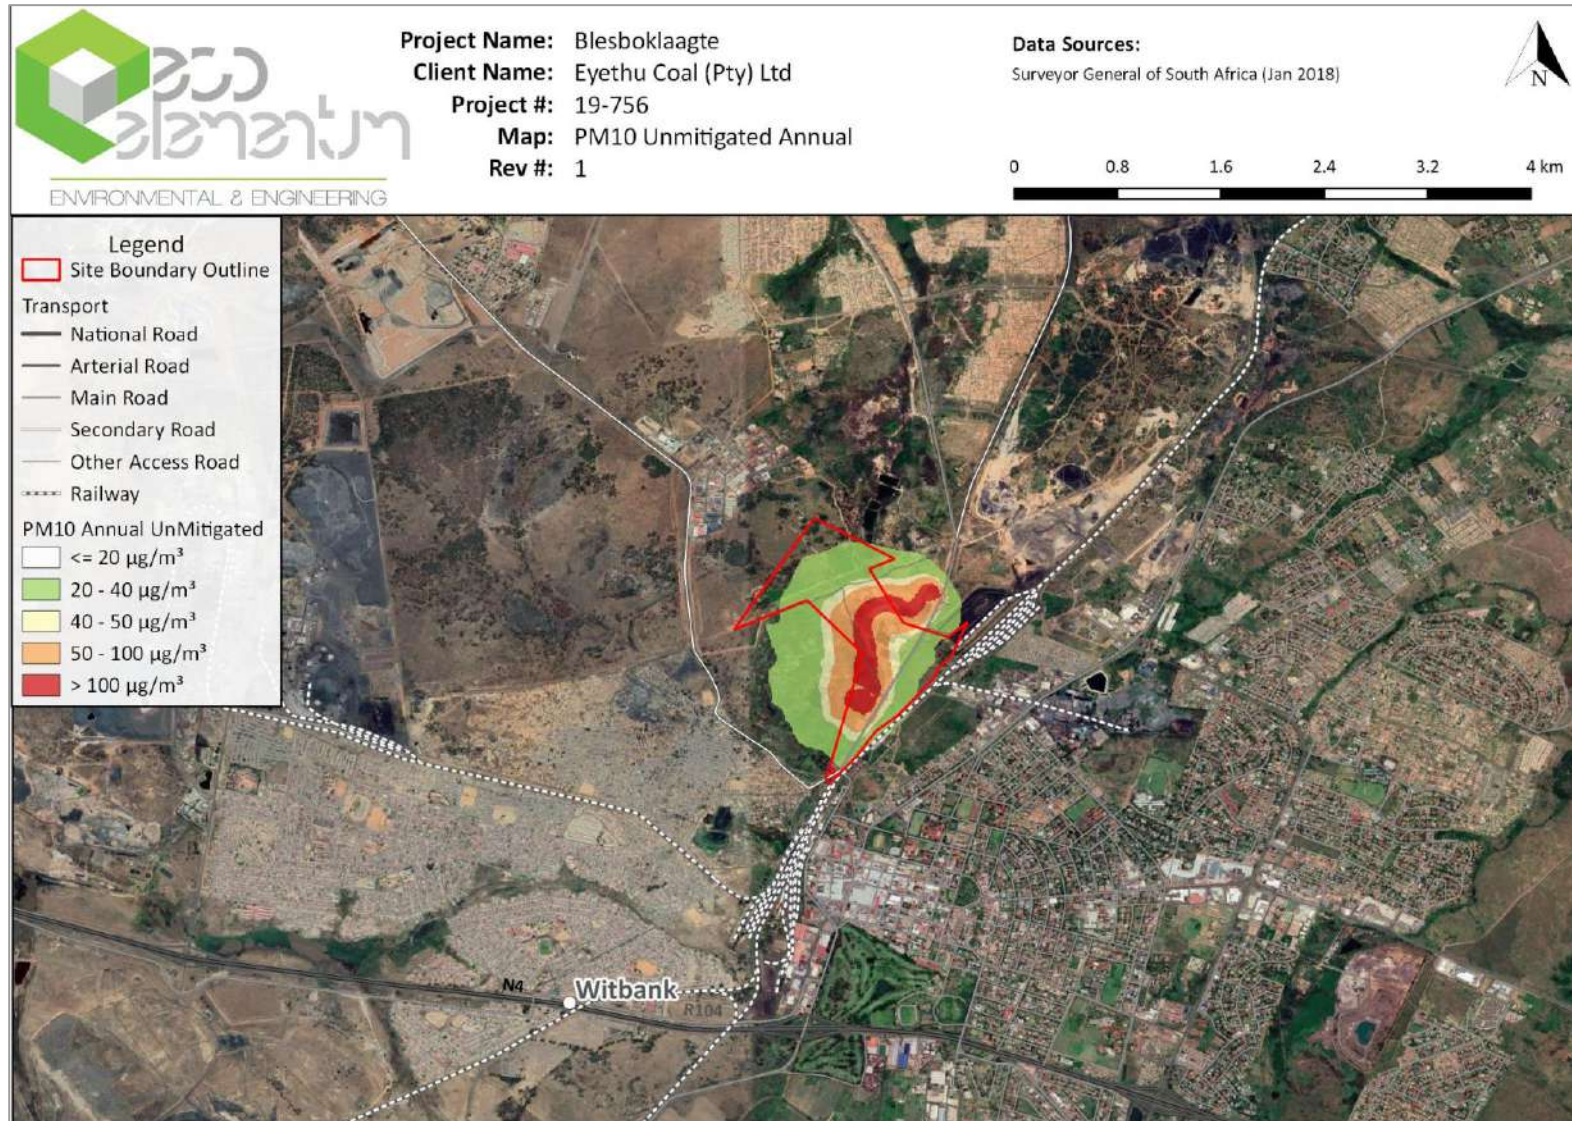 eco
elementum
ENVIRONMENTAL & ENGINEERING
Project Name: Blesboklaagte
Client Name: Eyethu Coal (Pty) Ltd
Project #: 19-756
Map: PM10 Unmitigated Annual
Rev #: 1
Data Sources:
Surveyor General of South Africa (Jan 2018)
N
0 0.8 1.6 2.4 3.2 4 km
Legend
Site Boundary Outline
Transport
National Road
Arterial Road
Main Road
Secondary Road
Other Access Road
Railway
PM10 Annual UnMitigated
<= 20 µg/m³
20 - 40 µg/m³
40 - 50 µg/m³
50 - 100 µg/m³
> 100 µg/m³
N4
Witbank
R104